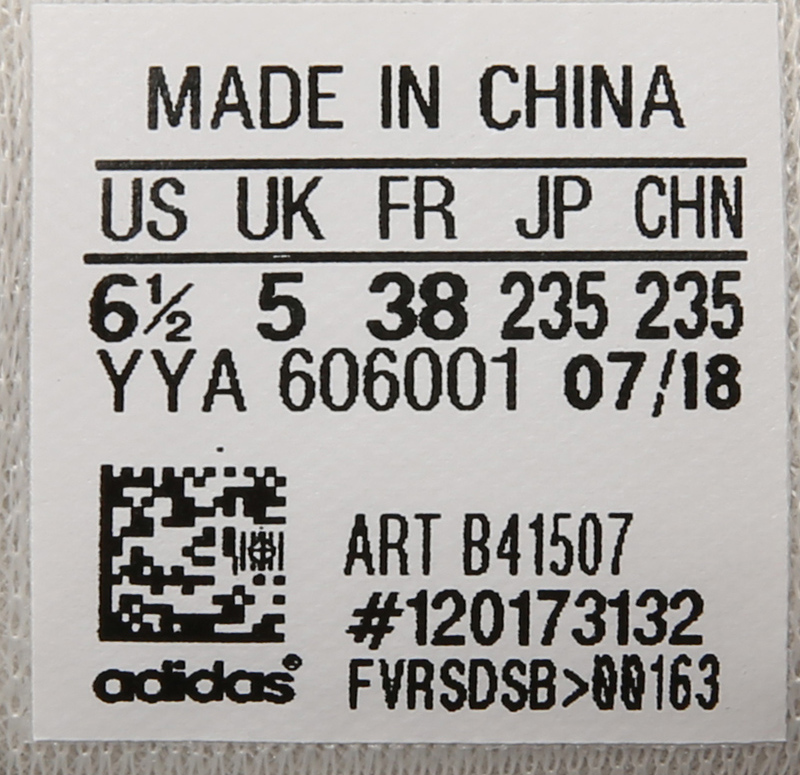 MADE IN CHINA
US UK FR JP CHN
6½ 5 38 235 235
YYA 606001 07/18
ART B41507
#120173132
adidas®
FVRSDSB>00163